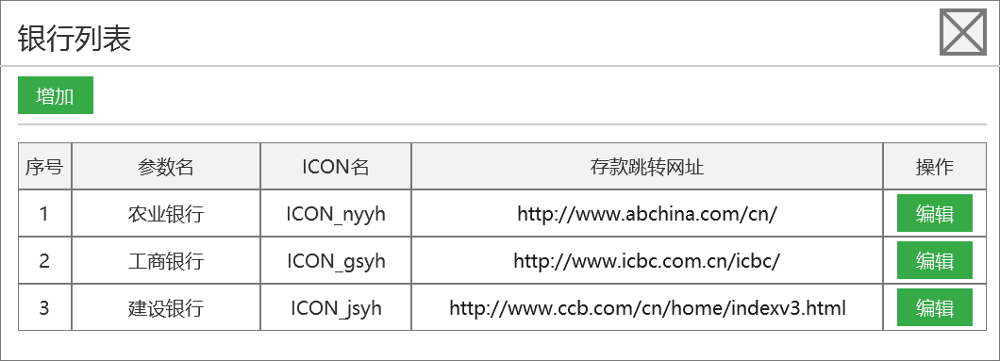 银行列表
增加
序号 参数名 ICON名 存款跳转网址 操作
1 农业银行 ICON_nyyh http://www.abchina.com/cn/ 编辑
2 工商银行 ICON_gsyh http://www.icbc.com.cn/icbc/ 编辑
3 建设银行 ICON_jsyh http://www.ccb.com/cn/home/indexv3.html 编辑